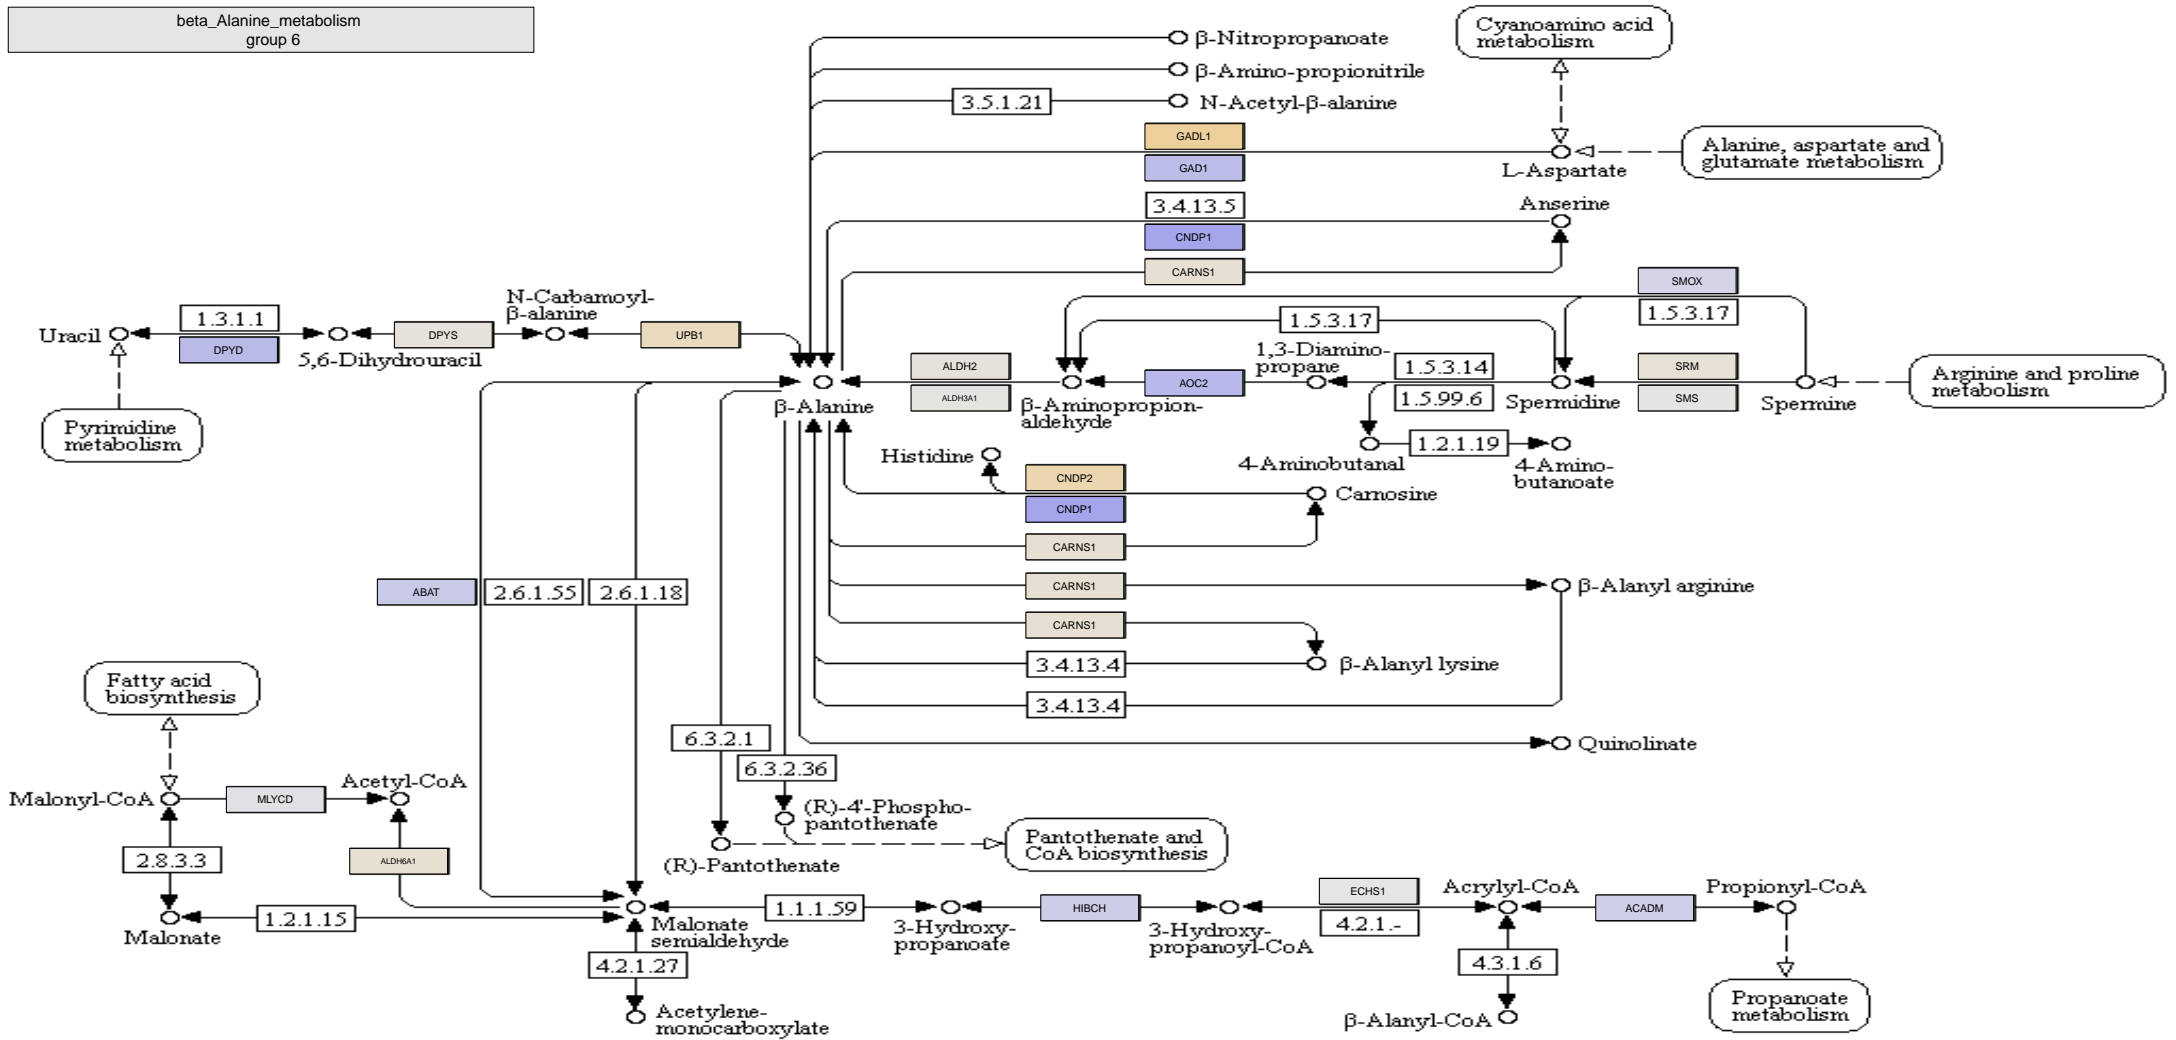 beta_Alanine_metabolism
group 6
β-Nitropropanoate
β-Amino-propionitrile
3.5.1.21
N-Acetyl-β-alanine
Cyanoamino acid
metabolism
GADL1
GAD1
L-Aspartate
Alanine, aspartate and
glutamate metabolism
3.4.13.5
CNDP1
CARNS1
Anserine
SMOX
1.5.3.17
1.5.3.17
Uracil
1.3.1.1
DPYD
5,6-Dihydrouracil
DPYS
N-Carbamoyl-
β-alanine
UPB1
β-Alanine
ALDH2
ALDH3A1
β-Aminopropion-
aldehyde
AOC2
1,3-Diamino-
propane
1.5.3.14
1.5.99.6
Spermidine
SRM
SMS
Spermine
Arginine and proline
metabolism
Pyrimidine
metabolism
4-Aminobutanal
1.2.1.19
4-Amino-
butanoate
Histidine
CNDP2
CNDP1
Carnosine
CARNS1
CARNS1
β-Alanyl arginine
CARNS1
β-Alanyl lysine
3.4.13.4
3.4.13.4
ABAT
2.6.1.55
2.6.1.18
Fatty acid
biosynthesis
6.3.2.1
6.3.2.36
Quinolinate
Malonyl-CoA
MLYCD
Acetyl-CoA
(R)-4'-Phospho-
pantothenate
(R)-Pantothenate
Pantothenate and
CoA biosynthesis
2.8.3.3
ALDH6A1
Malonate
1.2.1.15
Malonate
semialdehyde
1.1.1.59
3-Hydroxy-
propanoate
HIBCH
3-Hydroxy-
propanoyl-CoA
ECHS1
4.2.1.-
Acrylyl-CoA
ACADM
Propionyl-CoA
4.2.1.27
4.3.1.6
Acetylene-
monocarboxylate
β-Alanyl-CoA
Propanoate
metabolism